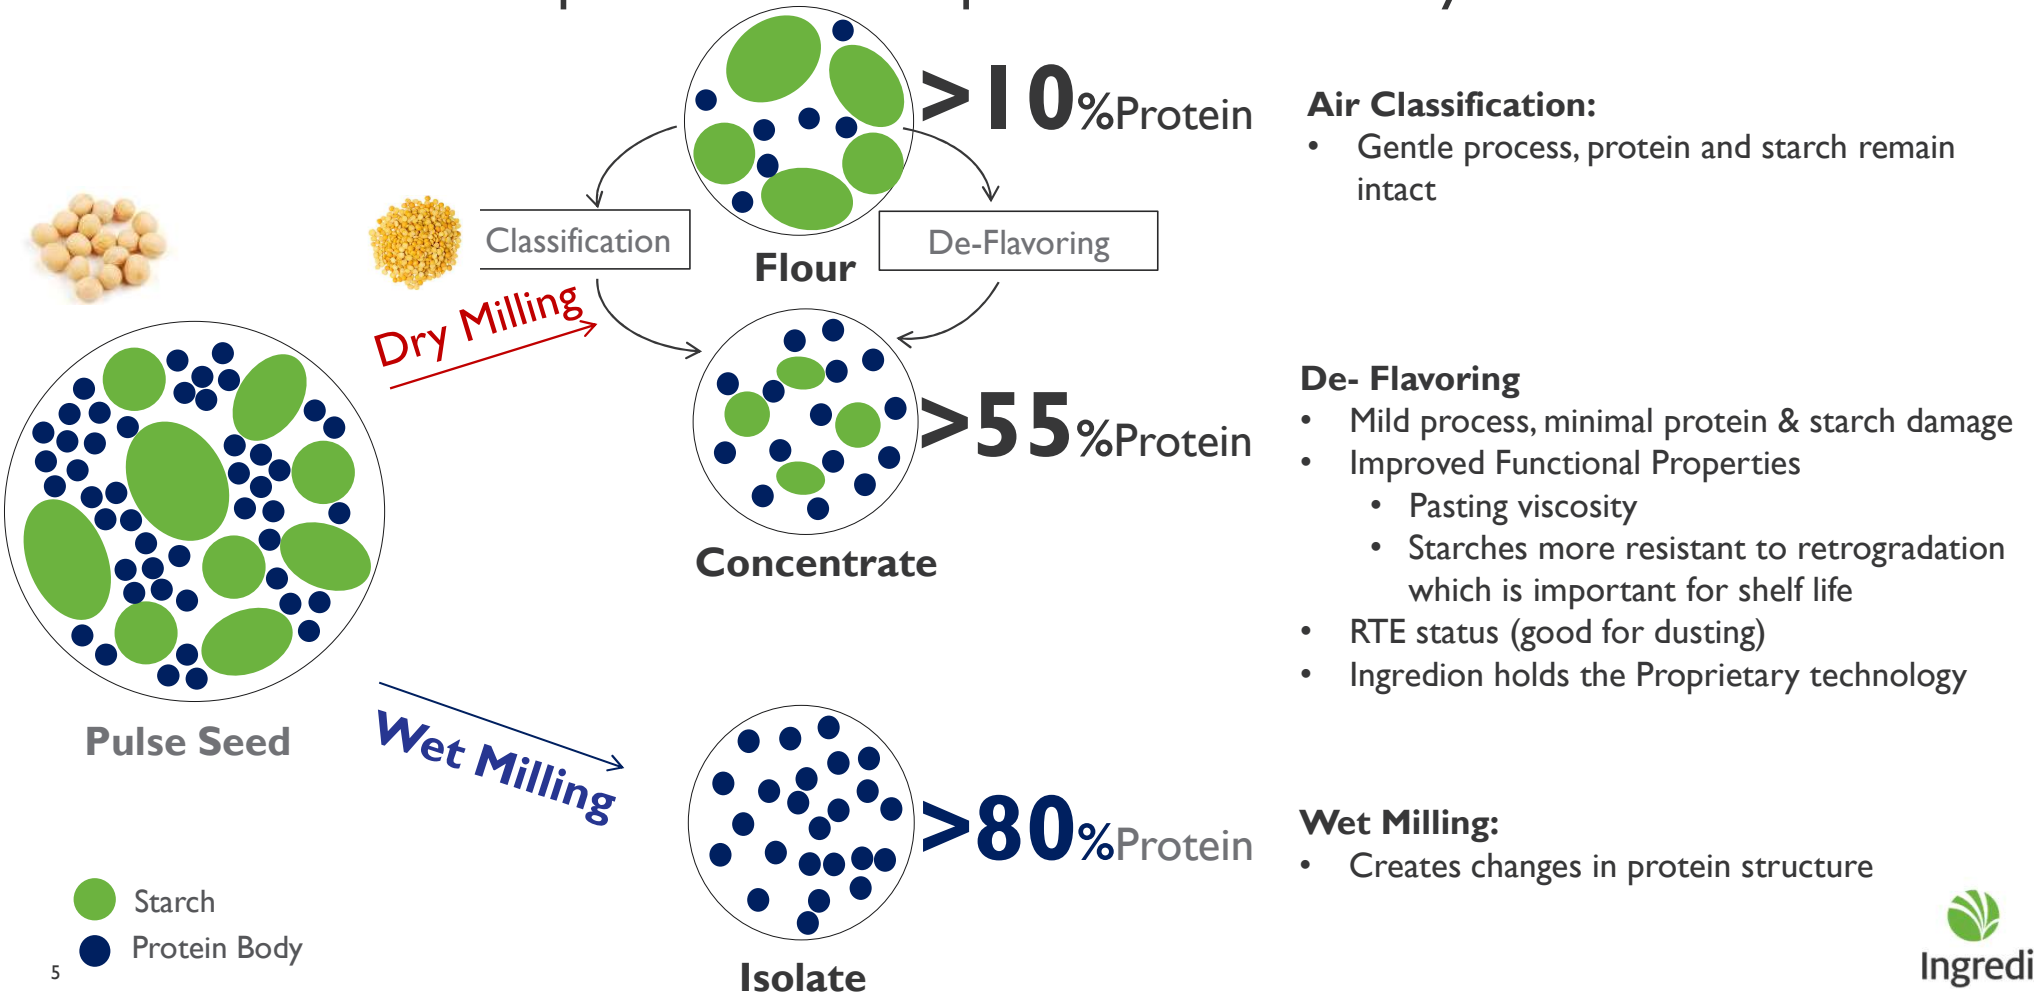 >10%Protein
Classification
De-Flavoring
Flour
Dry Milling
>55%Protein
Concentrate
Pulse Seed
Wet Milling
>80%Protein
Isolate
Starch
Protein Body
5
Air Classification:
• Gentle process, protein and starch remain
intact
De- Flavoring
• Mild process, minimal protein & starch damage
• Improved Functional Properties
• Pasting viscosity
• Starches more resistant to retrogradation
which is important for shelf life
• RTE status (good for dusting)
• Ingredion holds the Proprietary technology
Wet Milling:
• Creates changes in protein structure
Ingredi